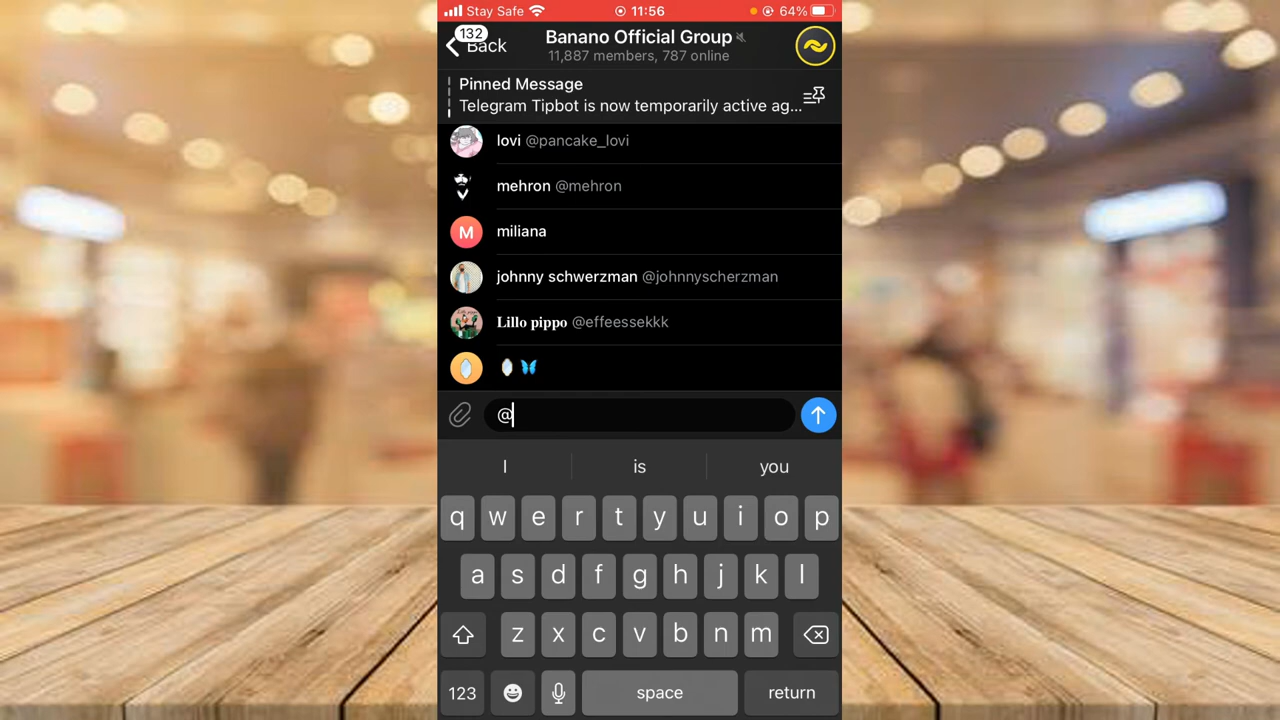 Stay Safe 11:56 64%
132
Back
Banano Official Group
11,887 members, 787 online
Pinned Message
Telegram Tipbot is now temporarily active ag...
lovi @pancake_lovi
mehron @mehron
M miliana
johnny schwerzman @johnnyscherzman
Lillo pippo @effeessekkk
🪞🦋
@
I is you
q w e r t y u i o p
a s d f g h j k l
z x c v b n m
123 space return